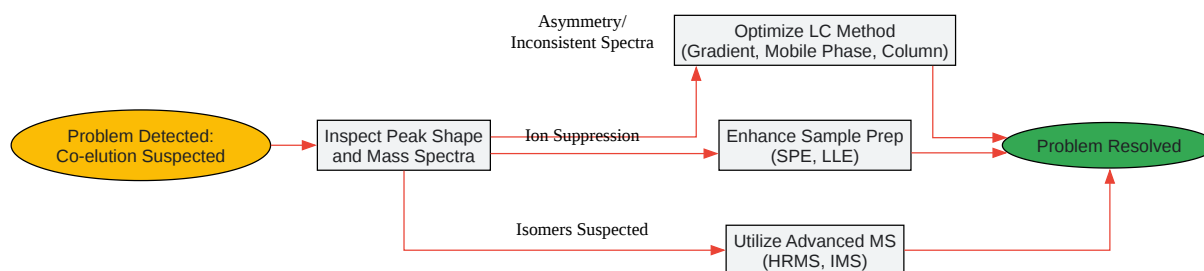 Asymmetry/
Inconsistent Spectra
Optimize LC Method
(Gradient, Mobile Phase, Column)
Problem Detected:
Co-elution Suspected
Inspect Peak Shape
and Mass Spectra
Ion Suppression
Enhance Sample Prep
(SPE, LLE)
Problem Resolved
Isomers Suspected
Utilize Advanced MS
(HRMS, IMS)